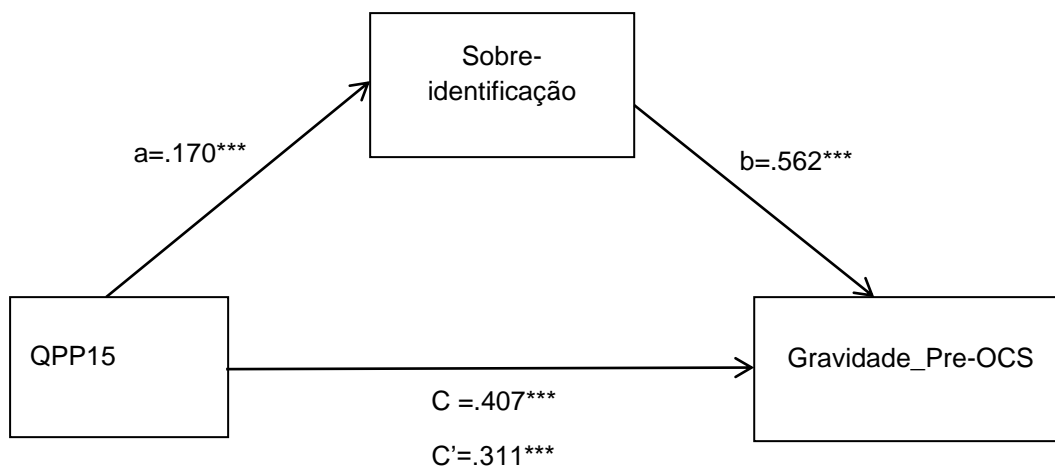 Sobre-
identificação
a=.170***
b=.562***
QPP15
Gravidade_Pre-OCS
C =.407***
C’=.311***